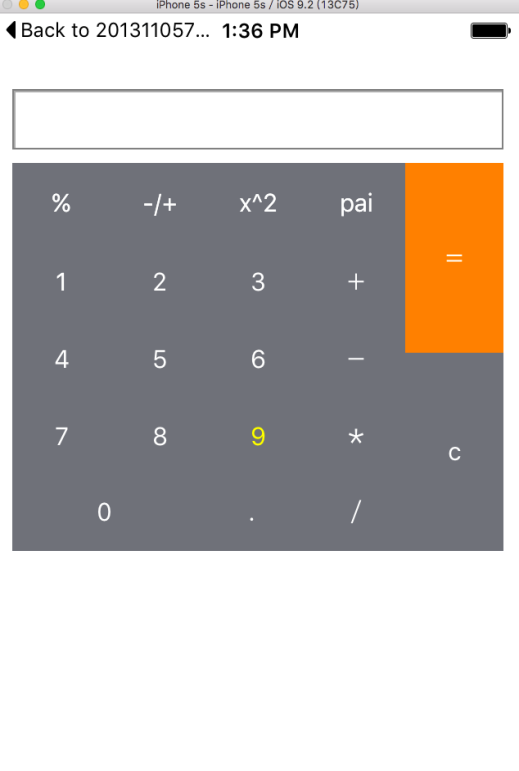 iPhone 5s - iPhone 5s / iOS 9.2 (13C75)
Back to 201311057... 1:36 PM
% -/+ x^2 pai
=
1 2 3 +
4 5 6 −
7 8 9 *
c
0 . /